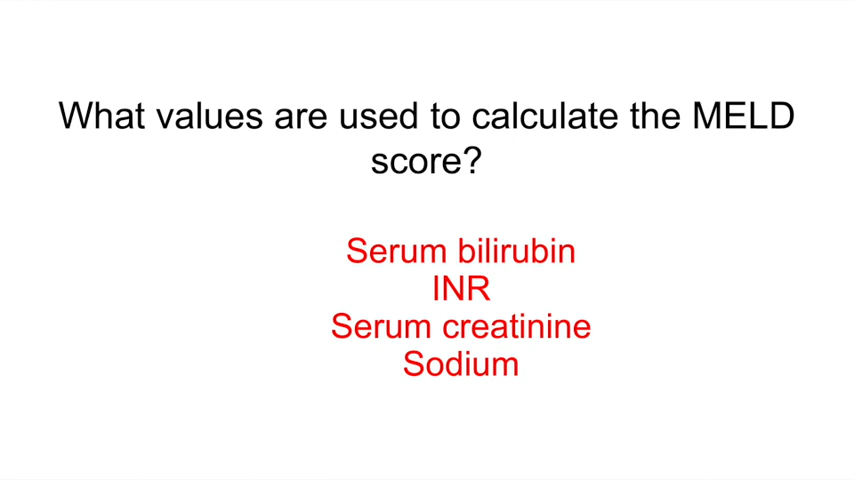 What values are used to calculate the MELD
score?
Serum bilirubin
INR
Serum creatinine
Sodium